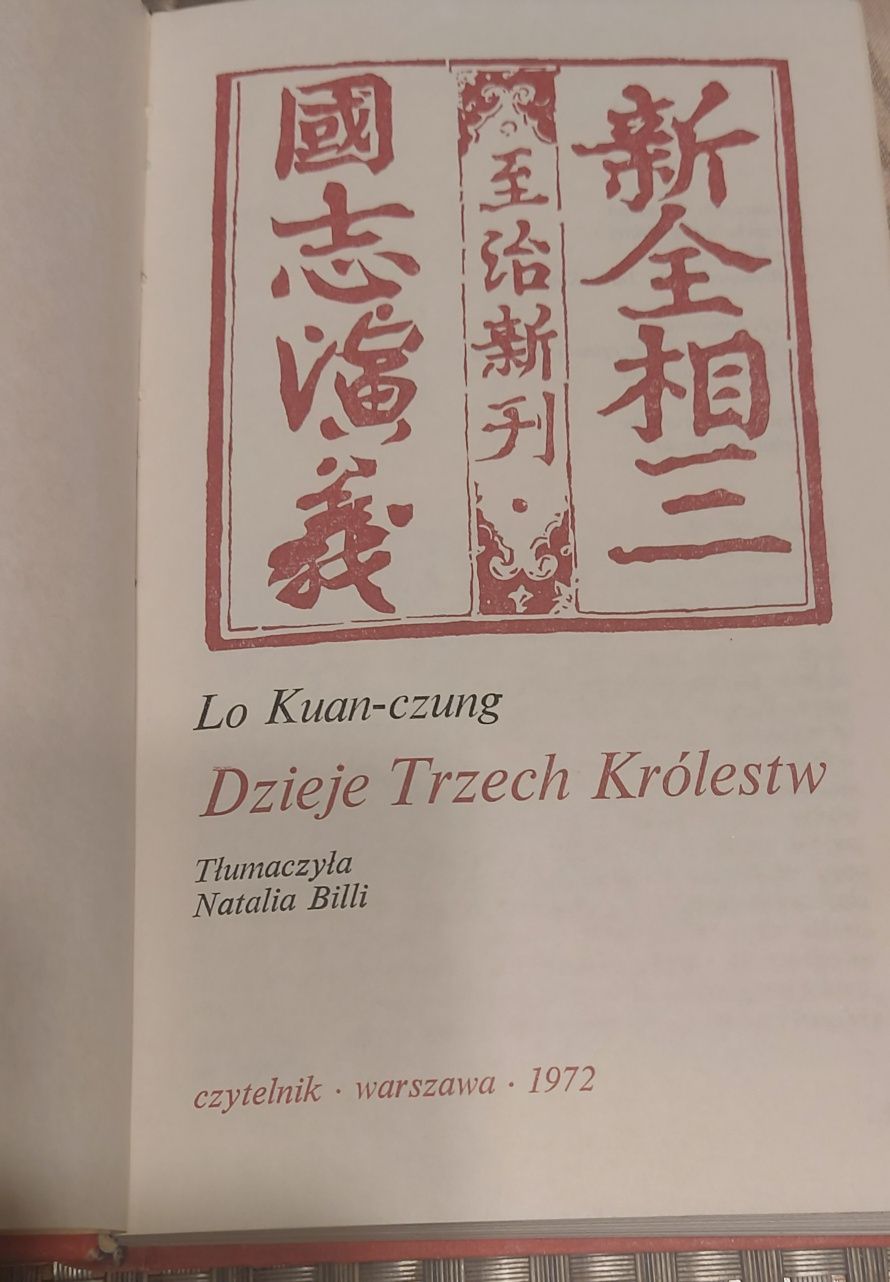 新全相三
至治新刊
國志演義
Lo Kuan-czung
Dzieje Trzech Królestw
Tłumaczyła
Natalia Billi
czytelnik · warszawa · 1972